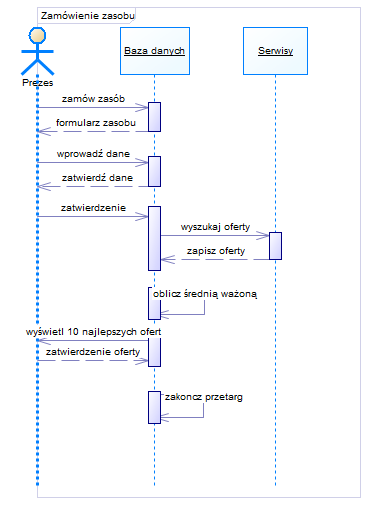 Zamówienie zasobu
Baza danych
Serwisy
Prezes
zamów zasób
formularz zasobu
wprowadź dane
zatwierdź dane
zatwierdzenie
wyszukaj oferty
zapisz oferty
oblicz średnią ważoną
wyświetl 10 najlepszych ofert
zatwierdzenie oferty
zakoncz przetarg